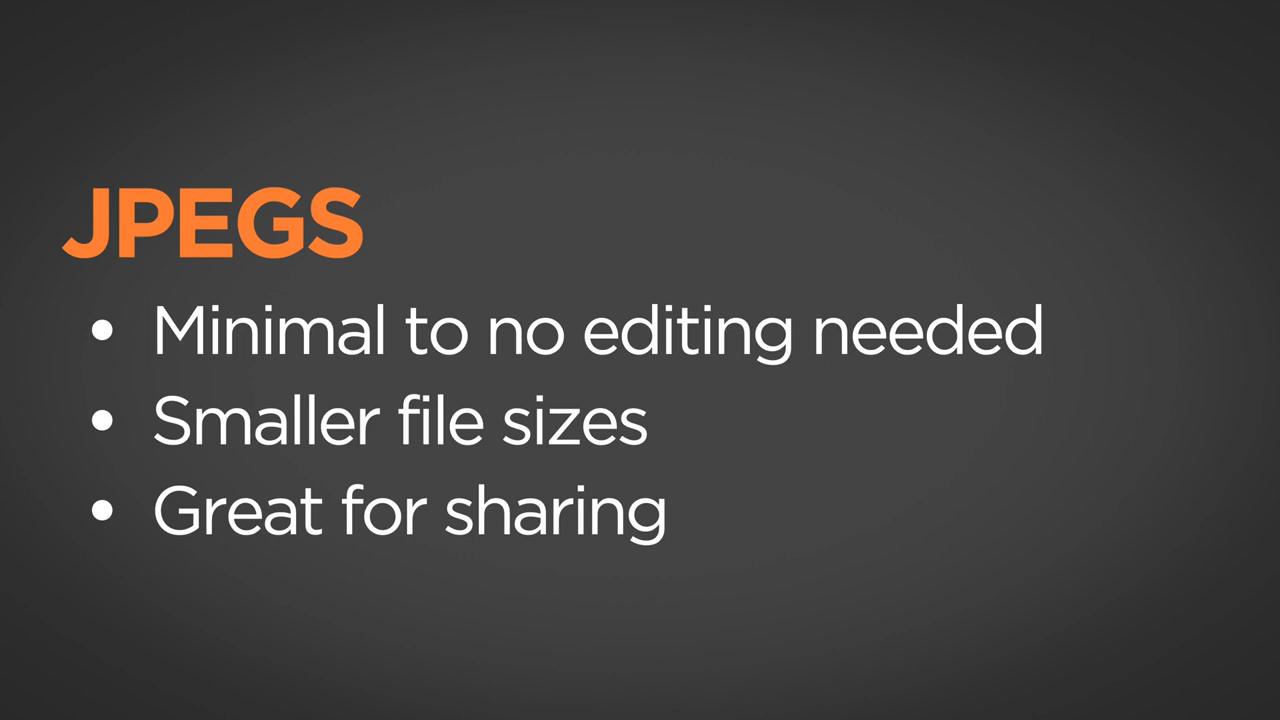 JPEGS
• Minimal to no editing needed
• Smaller file sizes
• Great for sharing